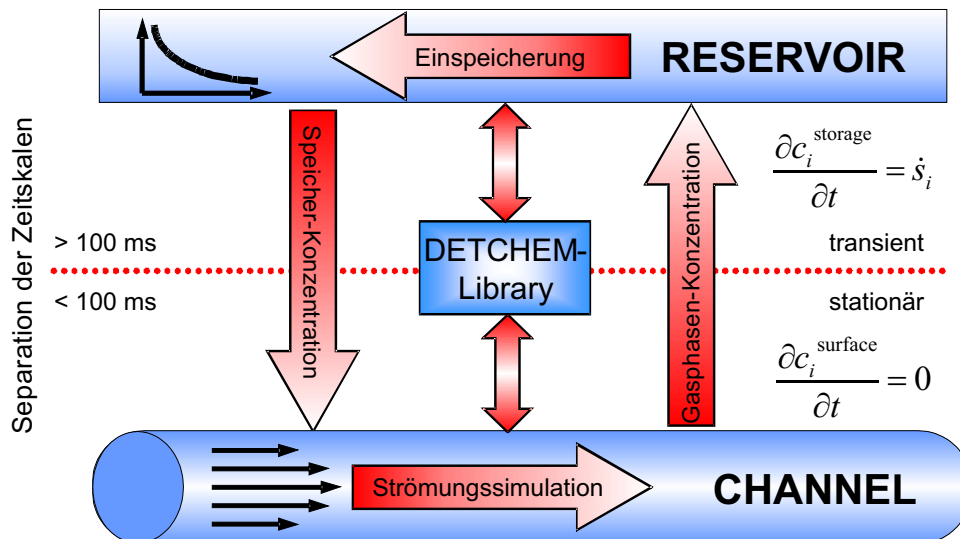 Einspeicherung
RESERVOIR
Separation der Zeitskalen
Speicher-Konzentration
Gasphasen-Konzentration
∂c_i^storage / ∂t = ṡ_i
> 100 ms
DETCHEM-
Library
transient
< 100 ms
stationär
∂c_i^surface / ∂t = 0
Strömungssimulation
CHANNEL